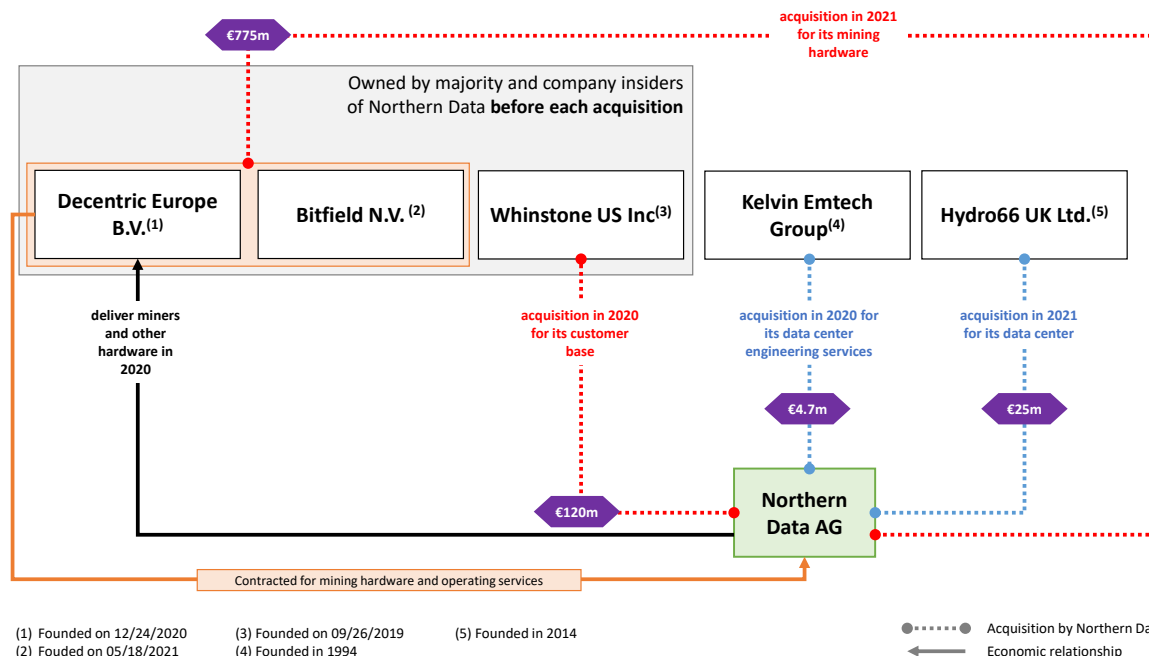 €775m
acquisition in 2021
for its mining
hardware
Owned by majority and company insiders
of Northern Data before each acquisition
Decentric Europe
B.V.(1)
Bitfield N.V. (2)
Whinstone US Inc(3)
Kelvin Emtech
Group(4)
Hydro66 UK Ltd.(5)
deliver miners
and other
hardware in
2020
acquisition in 2020
for its customer
base
acquisition in 2020 for
its data center
engineering services
acquisition in 2021
for its data center
€4.7m
€25m
€120m
Northern
Data AG
Contracted for mining hardware and operating services
(1) Founded on 12/24/2020
(2) Fouded on 05/18/2021
(3) Founded on 09/26/2019
(4) Founded in 1994
(5) Founded in 2014
Acquisition by Northern Da
Economic relationship